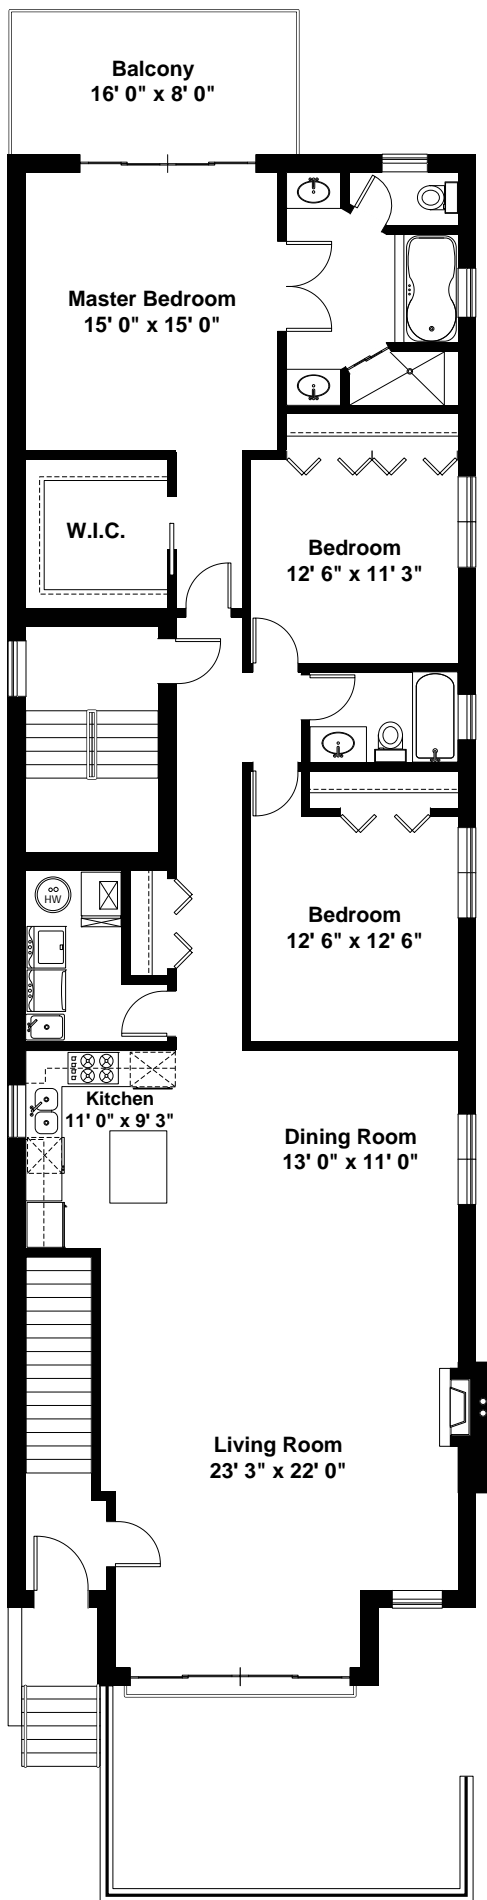 Balcony
16' 0" x 8' 0"
Master Bedroom
15' 0" x 15' 0"
W.I.C.
Bedroom
12' 6" x 11' 3"
HW
Bedroom
12' 6" x 12' 6"
Kitchen
11' 0" x 9' 3"
Dining Room
13' 0" x 11' 0"
Living Room
23' 3" x 22' 0"